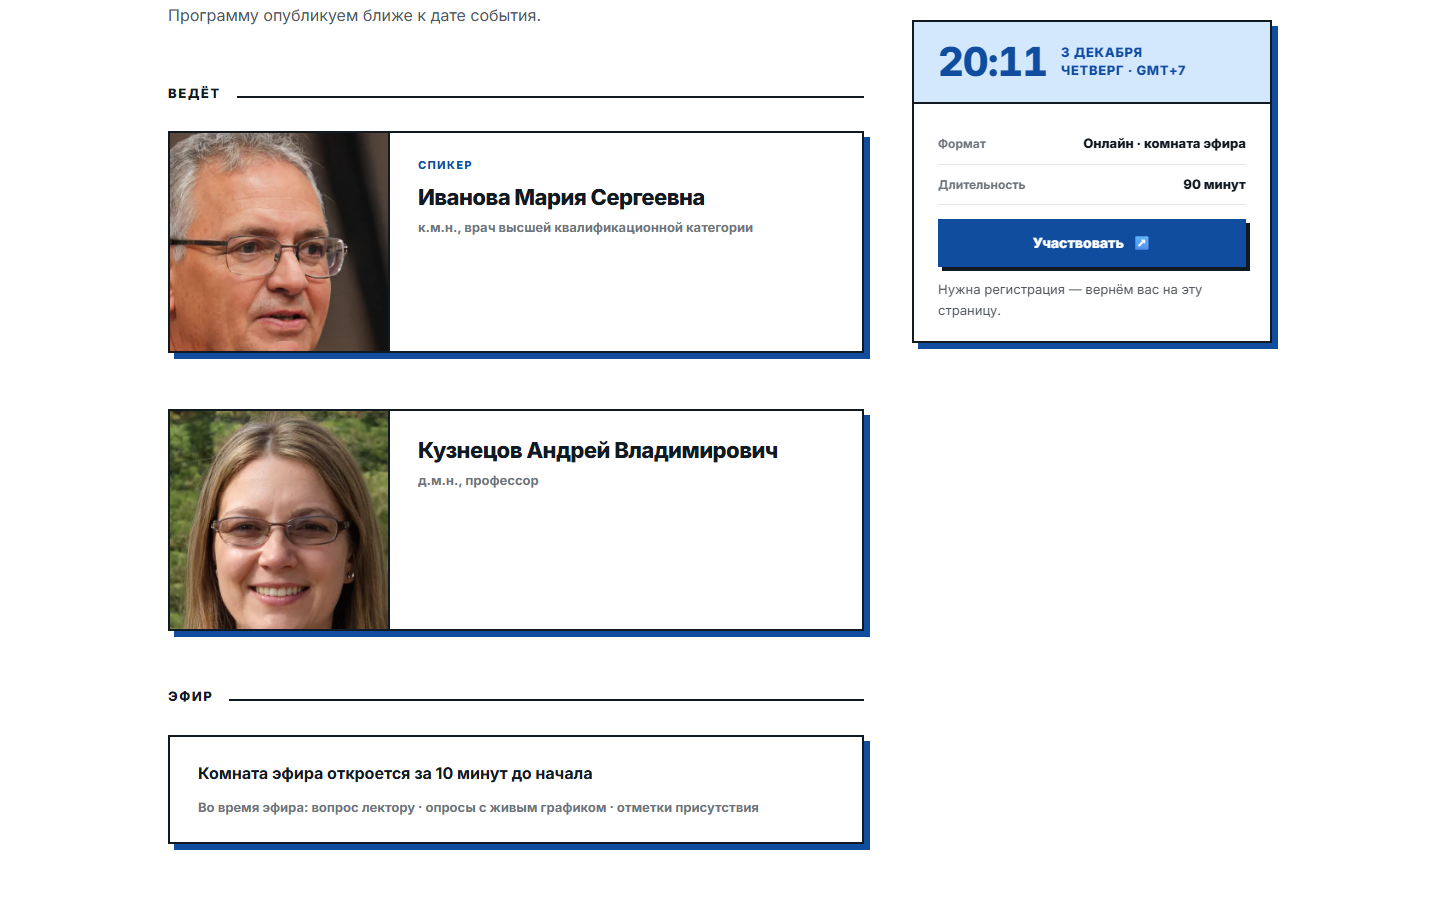 Программу опубликуем ближе к дате события.
ВЕДЁТ
СПИКЕР
Иванова Мария Сергеевна
к.м.н., врач высшей квалификационной категории
Кузнецов Андрей Владимирович
д.м.н., профессор
ЭФИР
Комната эфира откроется за 10 минут до начала
Во время эфира: вопрос лектору · опросы с живым графиком · отметки присутствия
20:11
3 ДЕКАБРЯ
ЧЕТВЕРГ · GMT+7
Формат Онлайн · комната эфира
Длительность 90 минут
Участвовать ↗
Нужна регистрация — вернём вас на эту
страницу.